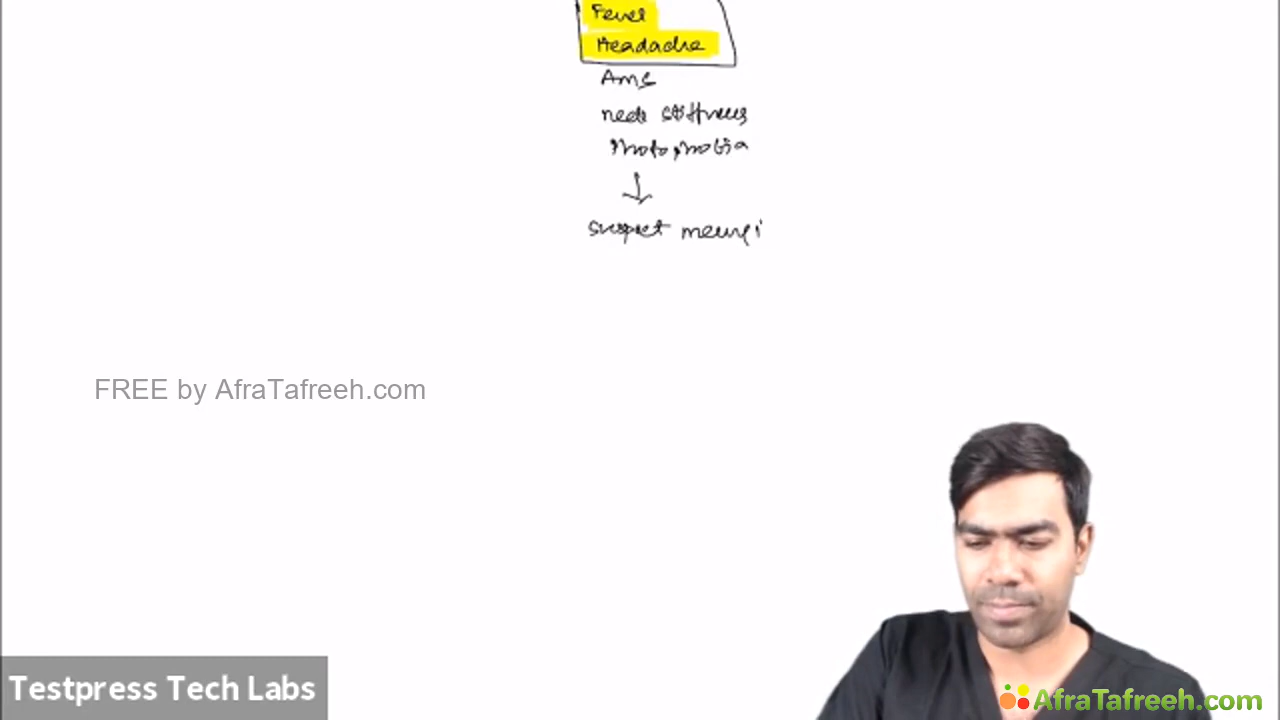 Fever
Headache
AMS
neck stiffness
Photophobia
suspect mening
FREE by AfraTafreeh.com
Testpress Tech Labs
AfraTafreeh.com